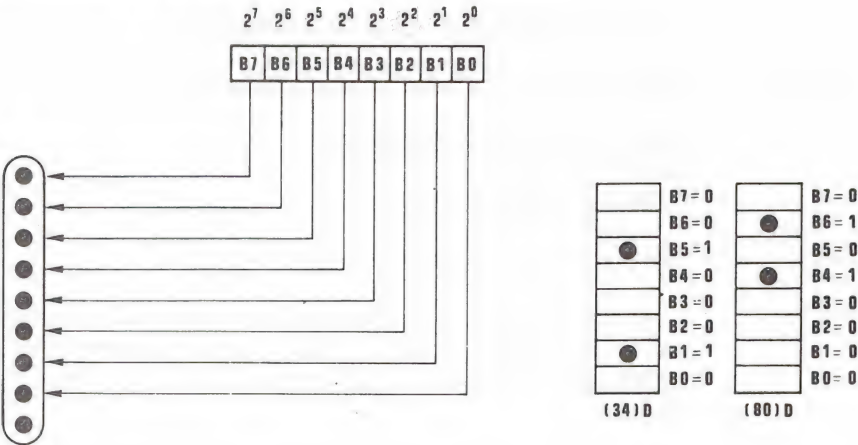 2⁷ 2⁶ 2⁵ 2⁴ 2³ 2² 2¹ 2⁰
B7 B6 B5 B4 B3 B2 B1 B0
B7=0 B7=0
B6=0 B6=1
B5=1 B5=0
B4=0 B4=1
B3=0 B3=0
B2=0 B2=0
B1=1 B1=0
B0=0 B0=0
(34)D (80)D